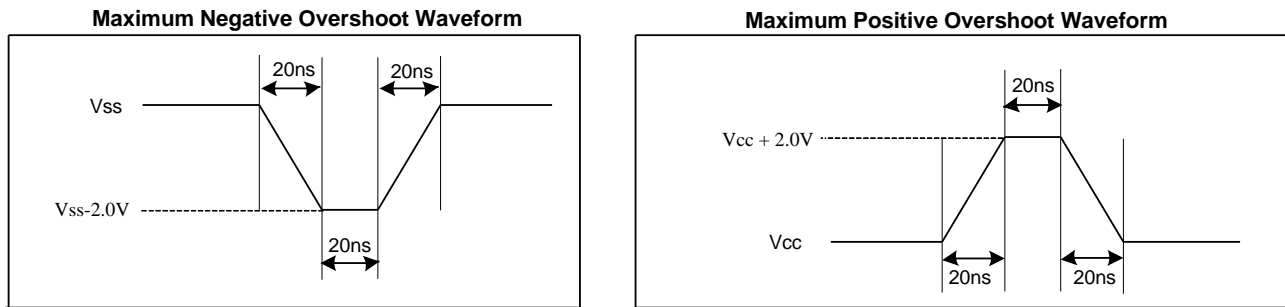 Maximum Negative Overshoot Waveform
20ns
20ns
Vss
Vss-2.0V
20ns
Maximum Positive Overshoot Waveform
20ns
Vcc + 2.0V
Vcc
20ns
20ns